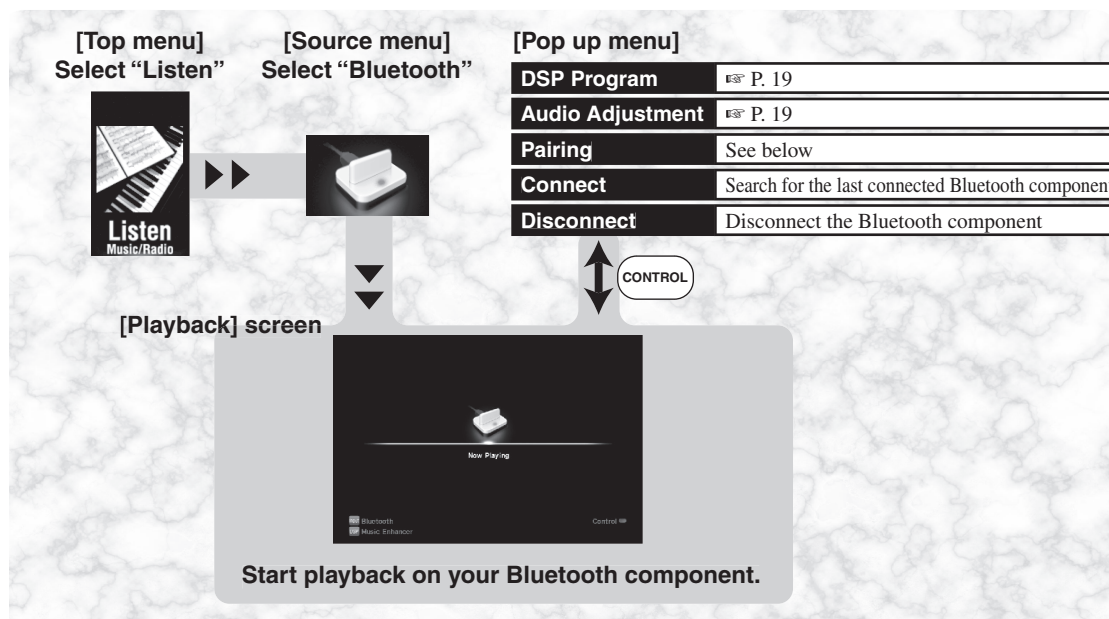 [Top menu]
Select “Listen”
[Source menu]
Select “Bluetooth”
[Pop up menu]
DSP Program ☞ P. 19
Audio Adjustment ☞ P. 19
Pairing See below
Connect Search for the last connected Bluetooth componen
Disconnect Disconnect the Bluetooth component
Listen
Music/Radio
CONTROL
[Playback] screen
Now Playing
Bluetooth
DSP Music Enhancer
Control
Start playback on your Bluetooth component.